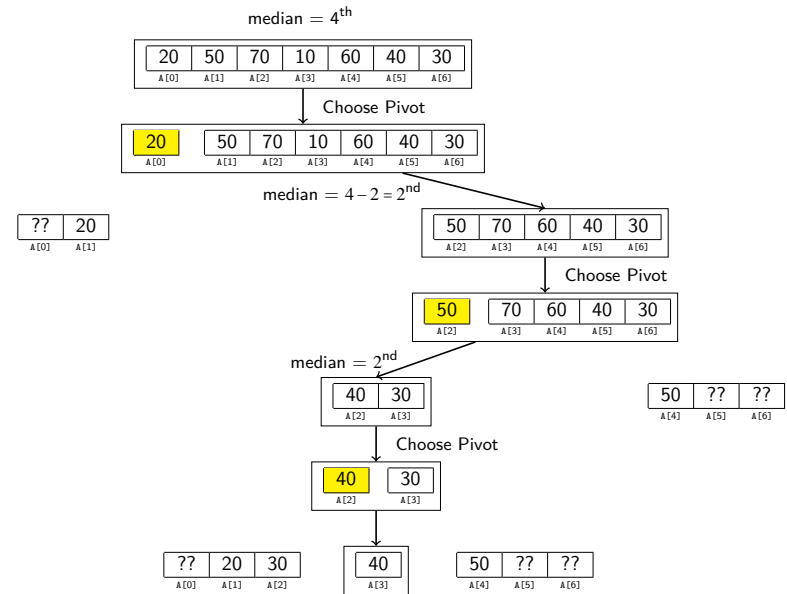 median = 4th
20 50 70 10 60 40 30
A[0] A[1] A[2] A[3] A[4] A[5] A[6]
Choose Pivot
20 50 70 10 60 40 30
A[0] A[1] A[2] A[3] A[4] A[5] A[6]
median = 4 – 2 = 2nd
?? 20 50 70 60 40 30
A[0] A[1] A[2] A[3] A[4] A[5] A[6]
Choose Pivot
50 70 60 40 30
A[2] A[3] A[4] A[5] A[6]
median = 2nd
40 30 50 ?? ??
A[2] A[3] A[4] A[5] A[6]
Choose Pivot
40 30
A[2] A[3]
?? 20 30 40 50 ?? ??
A[0] A[1] A[2] A[3] A[4] A[5] A[6]